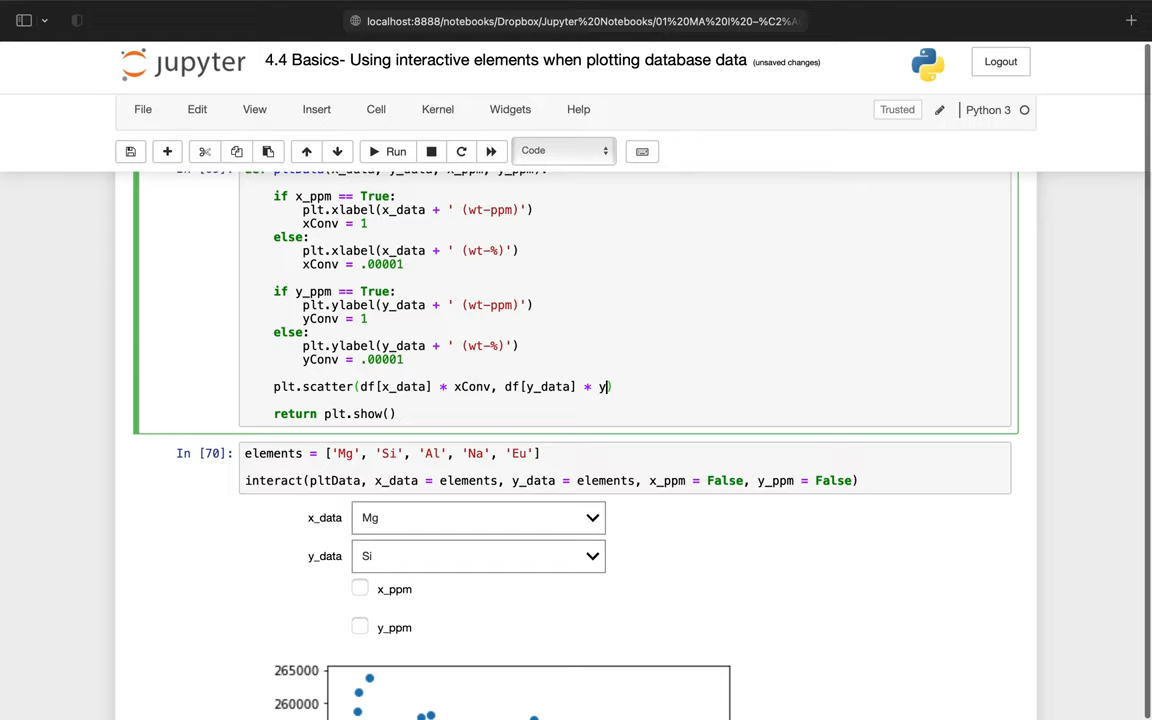 localhost:8888/notebooks/Dropbox/Jupyter%20Notebooks/01%20MA%20I%20–%C2%A
jupyter 4.4 Basics- Using interactive elements when plotting database data (unsaved changes) Logout
File Edit View Insert Cell Kernel Widgets Help Trusted Python 3
Run Code
if x_ppm == True:
plt.xlabel(x_data + ' (wt-ppm)')
xConv = 1
else:
plt.xlabel(x_data + ' (wt-%)')
xConv = .00001
if y_ppm == True:
plt.ylabel(y_data + ' (wt-ppm)')
yConv = 1
else:
plt.ylabel(y_data + ' (wt-%)')
yConv = .00001
plt.scatter(df[x_data] * xConv, df[y_data] * y)
return plt.show()
In [70]: elements = ['Mg', 'Si', 'Al', 'Na', 'Eu']
interact(pltData, x_data = elements, y_data = elements, x_ppm = False, y_ppm = False)
x_data Mg
y_data Si
x_ppm
y_ppm
265000
260000